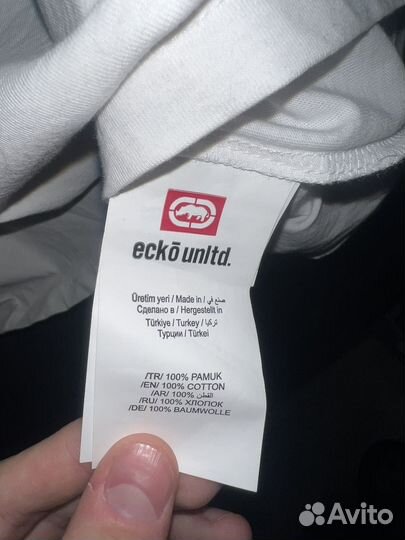 eckō unltd.
Üretim yeri / Made in / صنع في
Сделано в / Hergestellt in
Türkiye / Turkey / تركيا
Турции / Türkei
/TR/ 100% PAMUK
/EN/ 100% COTTON
/AR/ 100% القطن
/RU/ 100% ХЛОПОК
/DE/ 100% BAUMWOLLE
Avito